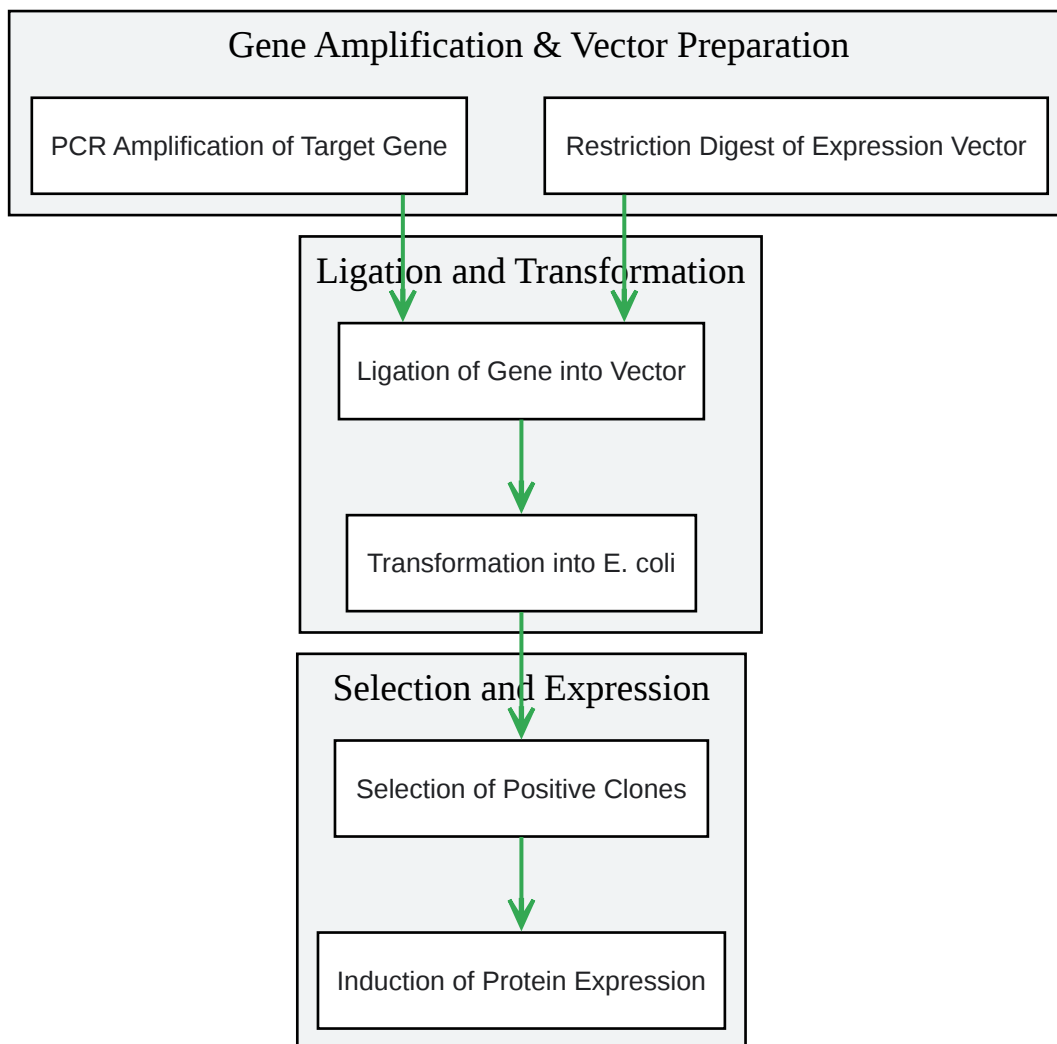 Gene Amplification & Vector Preparation
PCR Amplification of Target Gene
Restriction Digest of Expression Vector
Ligation and Transformation
Ligation of Gene into Vector
Transformation into E. coli
Selection and Expression
Selection of Positive Clones
Induction of Protein Expression